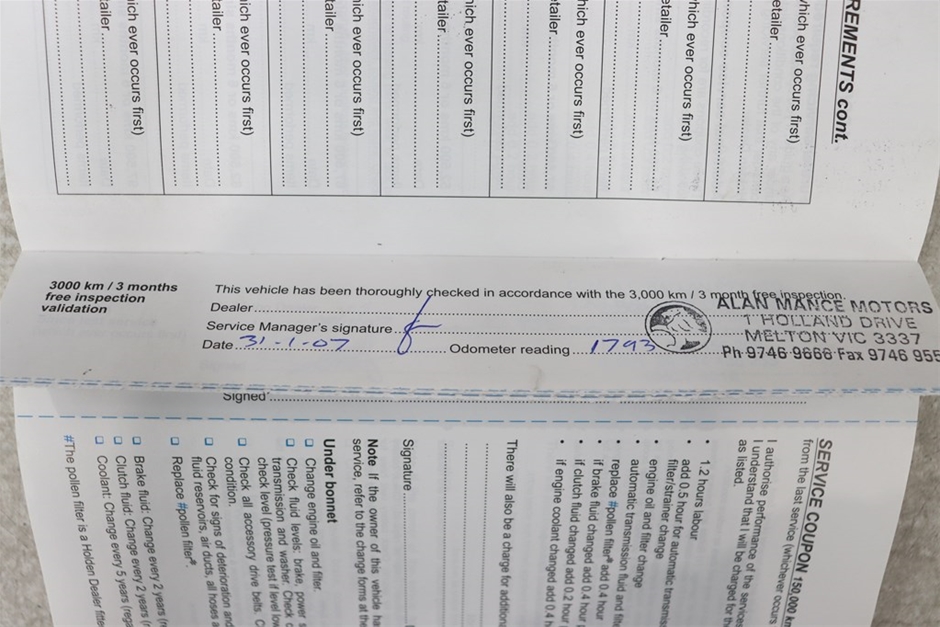 REMENTS cont.
hich ever occurs first)
etailer
hich ever occurs first)
etailer
hich ever occurs first)
etailer
hich ever occurs first)
tailer
hich ever occurs first)
tailer
ich ever occurs first)
tailer
ich ever occurs first)
tailer
3000 km / 3 months
free inspection
validation
This vehicle has been thoroughly checked in accordance with the 3,000 km / 3 month free inspection.
Dealer
Service Manager's signature
Date 31-1-07 Odometer reading 1793
ALAN MANCE MOTORS
1 HOLLAND DRIVE
MELTON VIC 3337
Ph 9746 9666 Fax 9746 955
Signed
SERVICE COUPON 150,000 km
from the last service (whichever occurs
I authorise performance of the services
I understand that I will be charged for the
as listed.
• 1.2 hours labour
• add 0.5 hour for automatic transmis
filter/strainer change
• engine oil and filter change
• automatic transmission fluid and filt
• replace #pollen filter® add 0.4 hour
• if brake fluid changed add 0.4 hour
• if clutch fluid changed add 0.2 hour
• if engine coolant changed add 0.4 h
There will also be a charge for additional
Signature
Note If the owner of this vehicle ha
service, refer to the change forms at the
Under bonnet
❑ Change engine oil and filter.
❑ Check fluid levels: brake, power s
transmission and washer. Check c
check level (pressure test if level low
❑ Check all accessory drive belts. C
condition.
❑ Check for signs of deterioration and
fluid reservoirs, air ducts, all hoses a
❑ Replace #pollen filter®.
❑ Brake fluid: Change every 2 years (r
❑ Clutch fluid: Change every 2 years (r
❑ Coolant: Change every 5 years (rega
#The pollen filter is a Holden Dealer fitte